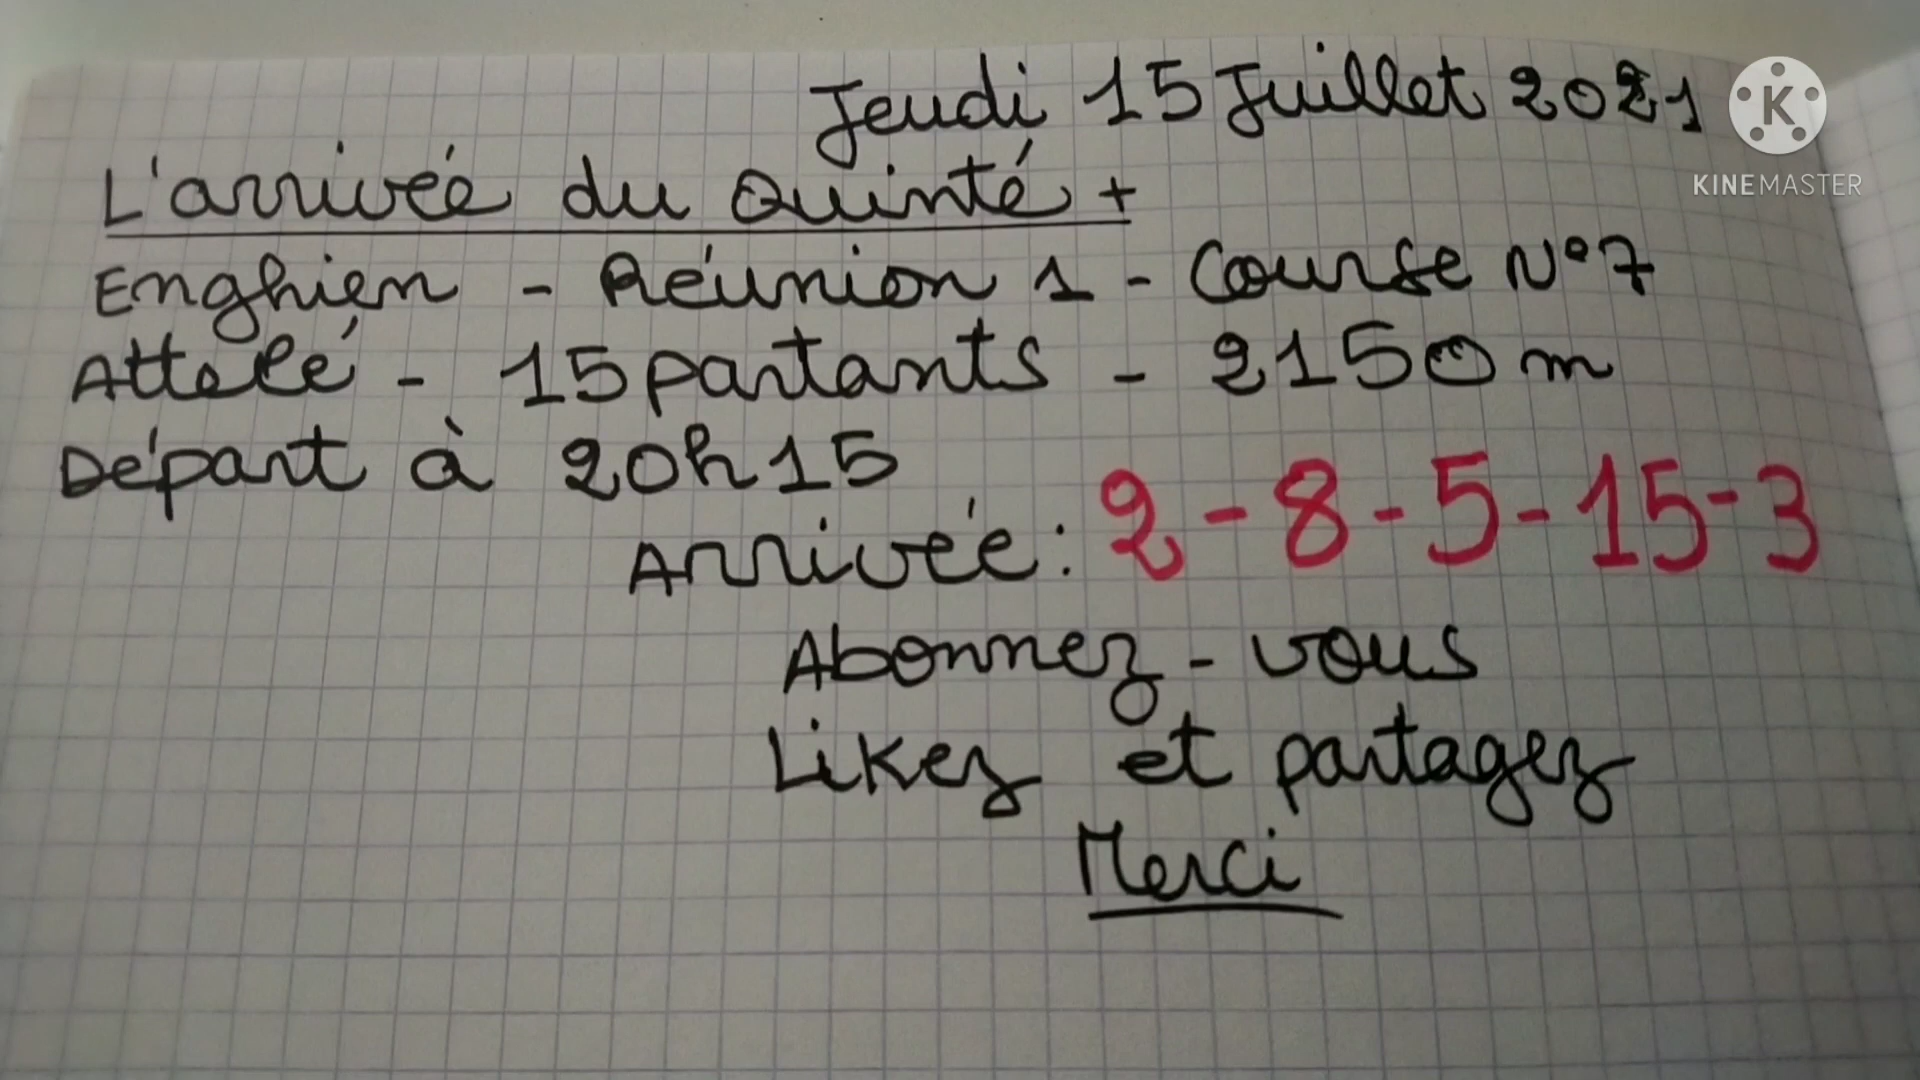 Jeudi 15 Juillet 2021
L'arrivée du Quinté +
Enghien - Réunion 1 - Course N°7
Attelé - 15 partants - 2150 m
Départ à 20h15
Arrivée : 2 - 8 - 5 - 15 - 3
Abonnez - vous
Likez et partagez
Merci
K
KINEMASTER